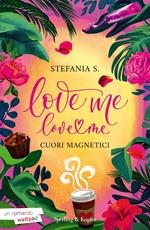 STEFANIA S.
love me
love me
CUORI MAGNETICI
un romanzo
wattpad
Sperling & Kupfer